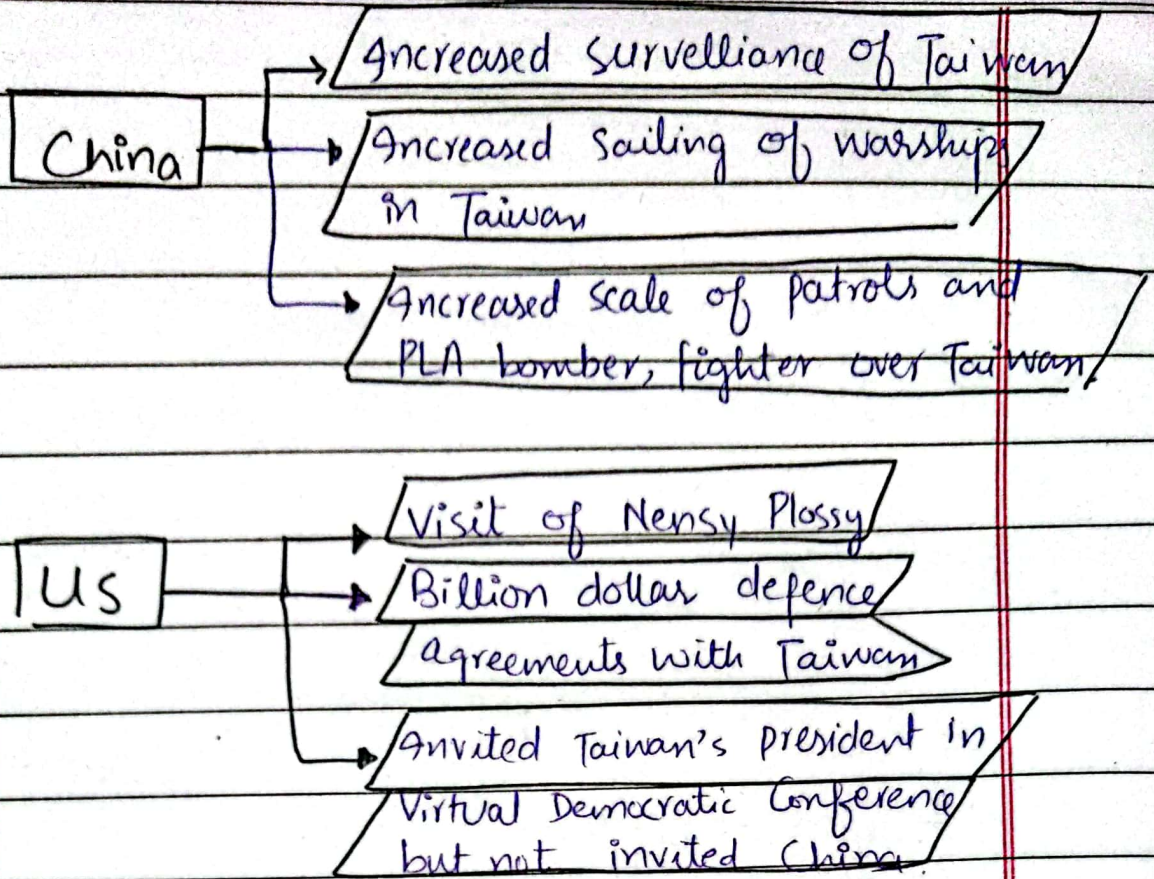 Increased survelliance of Taiwan
China
Increased Sailing of warships
in Taiwan
Increased scale of patrols and
PLA bomber, fighter over Taiwan.
Visit of Nensy Plossy
US
Billion dollar defence
agreements with Taiwan
Invited Taiwan's president in
Virtual Democratic Conference
but not invited China.